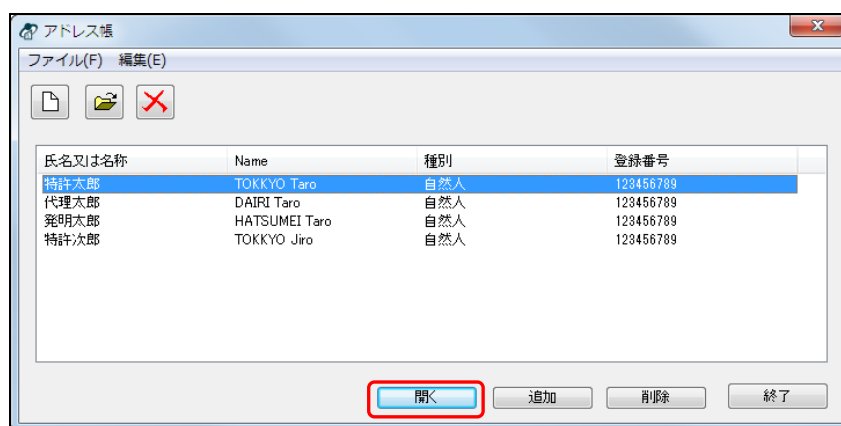 アドレス帳
ファイル(F) 編集(E)
氏名又は名称 Name 種別 登録番号
特許太郎 TOKKYO Taro 自然人 123456789
代理太郎 DAIRI Taro 自然人 123456789
発明太郎 HATSUMEI Taro 自然人 123456789
特許次郎 TOKKYO Jiro 自然人 123456789
開く 追加 削除 終了